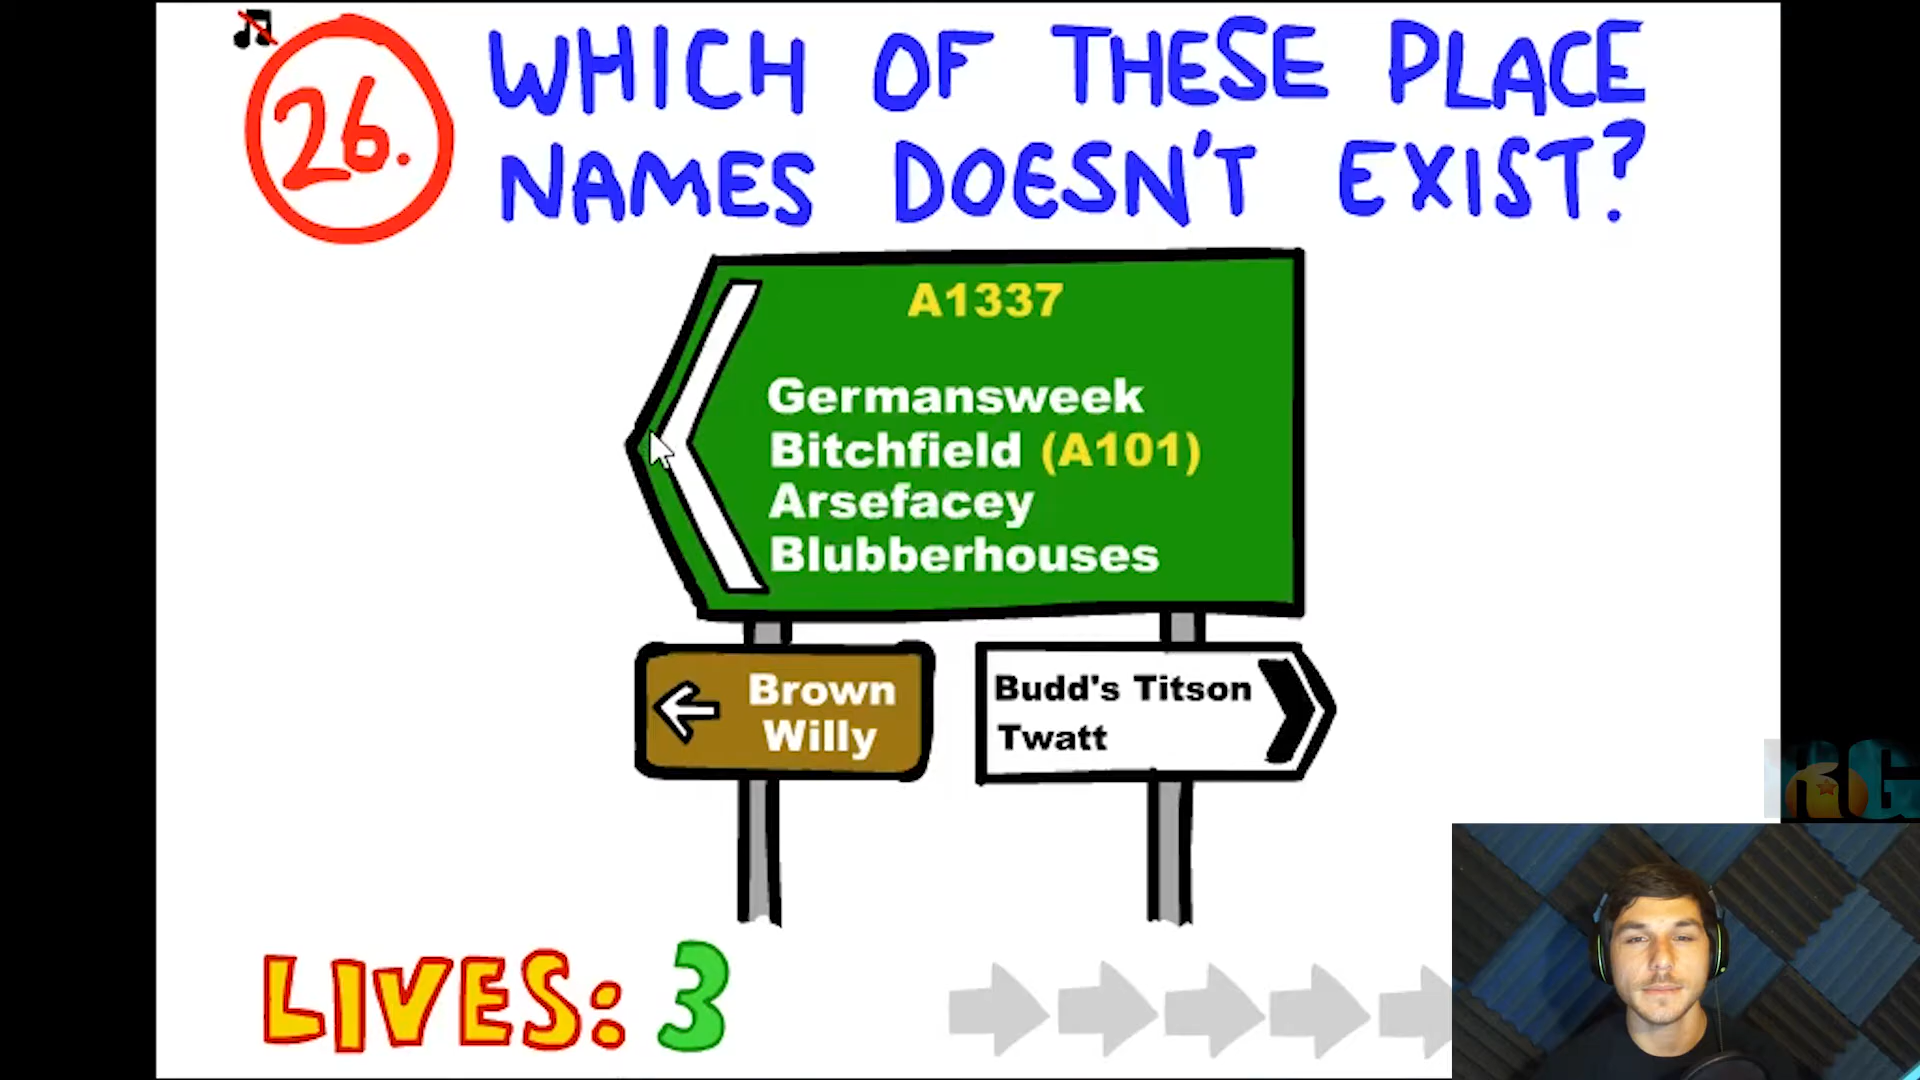 26.
WHICH OF THESE PLACE
NAMES DOESN'T EXIST?
A1337
Germansweek
Bitchfield (A101)
Arsefacey
Blubberhouses
Brown
Willy
Budd's Titson
Twatt
LIVES: 3
RG